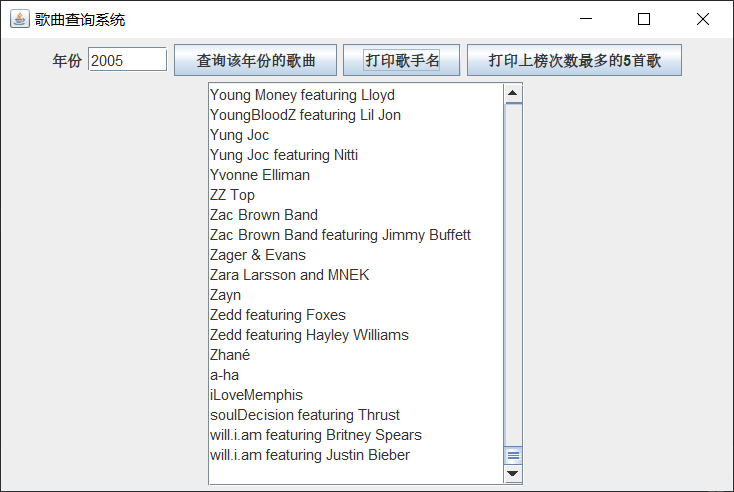 歌曲查询系统
年份 2005 查询该年份的歌曲 打印歌手名 打印上榜次数最多的5首歌
Young Money featuring Lloyd
YoungBloodZ featuring Lil Jon
Yung Joc
Yung Joc featuring Nitti
Yvonne Elliman
ZZ Top
Zac Brown Band
Zac Brown Band featuring Jimmy Buffett
Zager & Evans
Zara Larsson and MNEK
Zayn
Zedd featuring Foxes
Zedd featuring Hayley Williams
Zhané
a-ha
iLoveMemphis
soulDecision featuring Thrust
will.i.am featuring Britney Spears
will.i.am featuring Justin Bieber